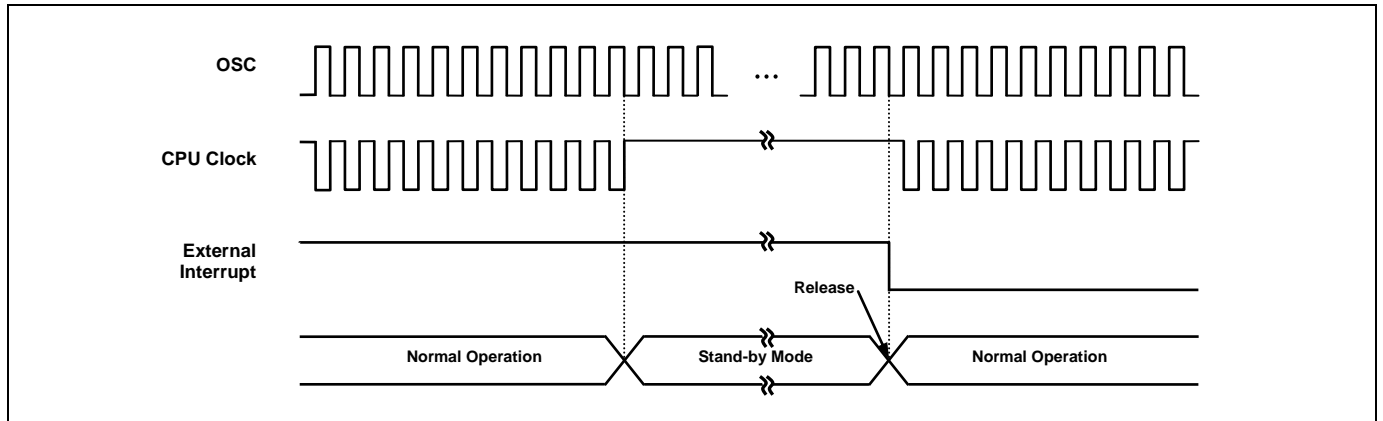 OSC
...
CPU Clock
External
Interrupt
Release
Normal Operation
Stand-by Mode
Normal Operation